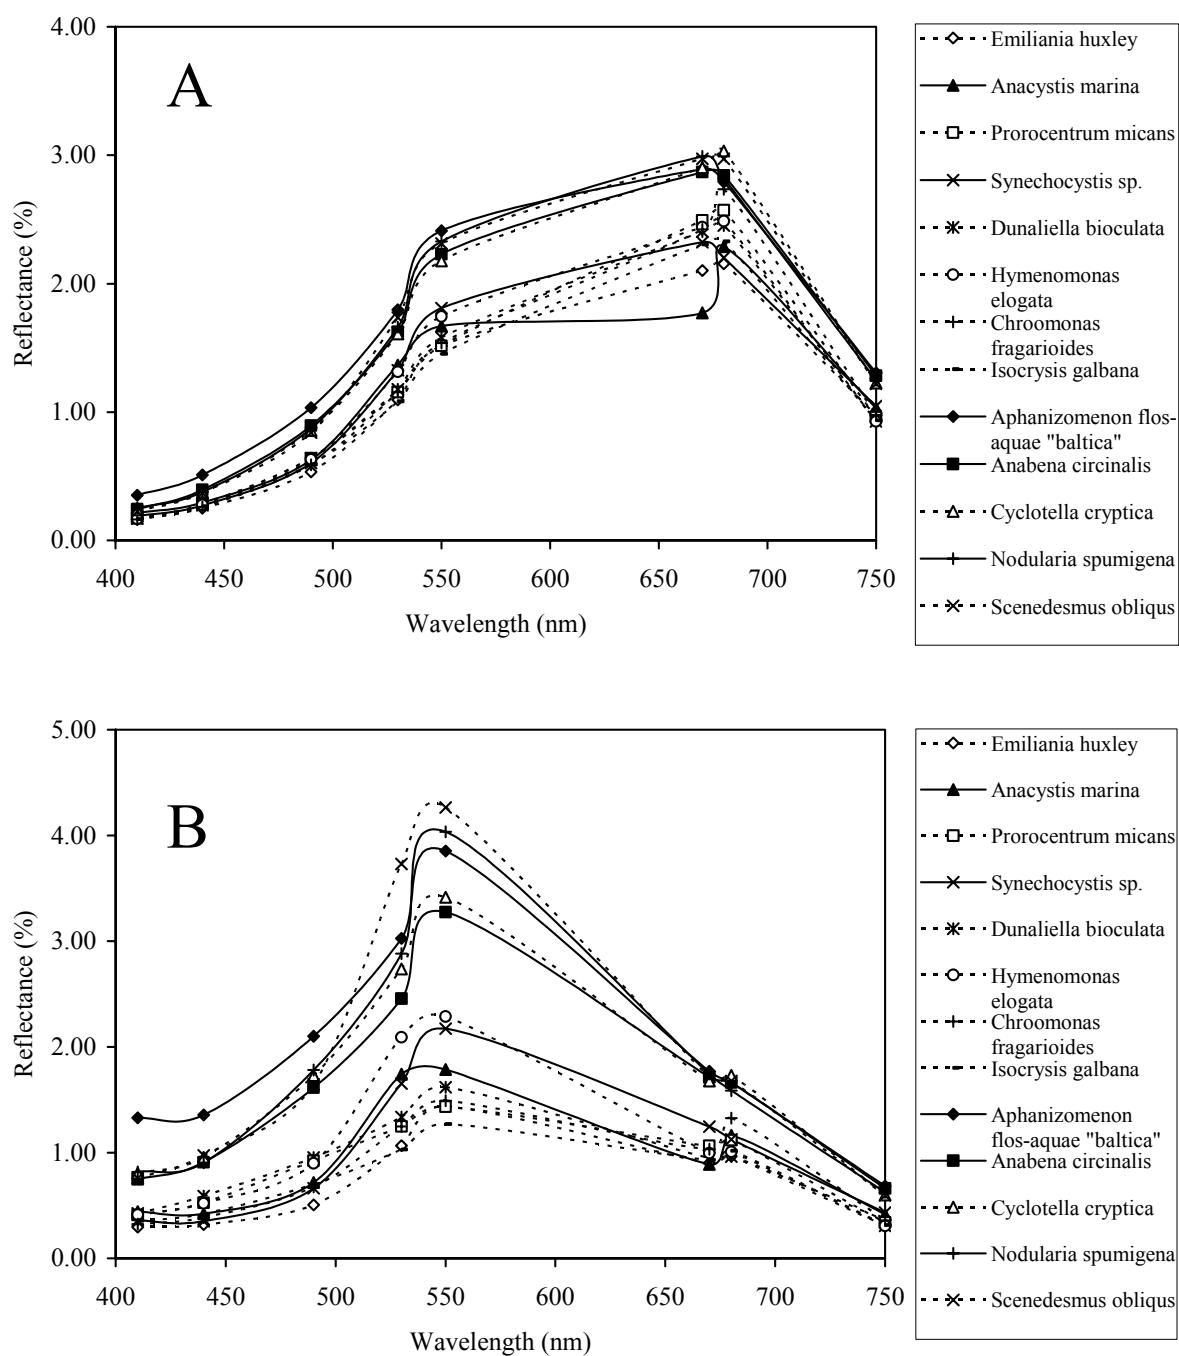 4.00
3.00
2.00
1.00
0.00
Reflectance (%)
A
400 450 500 550 600 650 700 750
Wavelength (nm)
Emiliania huxley
Anacystis marina
Prorocentrum micans
Synechocystis sp.
Dunaliella bioculata
Hymenomonas
elogata
Chroomonas
fragarioides
Isocrysis galbana
Aphanizomenon flos-
aquae "baltica"
Anabena circinalis
Cyclotella cryptica
Nodularia spumigena
Scenedesmus obliqus
5.00
4.00
3.00
2.00
1.00
0.00
Reflectance (%)
B
400 450 500 550 600 650 700 750
Wavelength (nm)
Emiliania huxley
Anacystis marina
Prorocentrum micans
Synechocystis sp.
Dunaliella bioculata
Hymenomonas
elogata
Chroomonas
fragarioides
Isocrysis galbana
Aphanizomenon
flos-aquae "baltica"
Anabena circinalis
Cyclotella cryptica
Nodularia spumigena
Scenedesmus obliqus